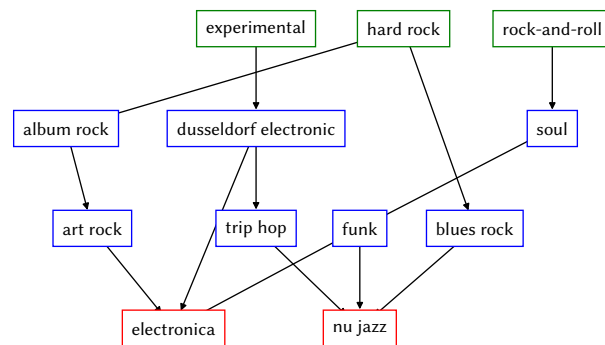 experimental
hard rock
rock-and-roll
album rock
dusseldorf electronic
soul
art rock
trip hop
funk
blues rock
electronica
nu jazz